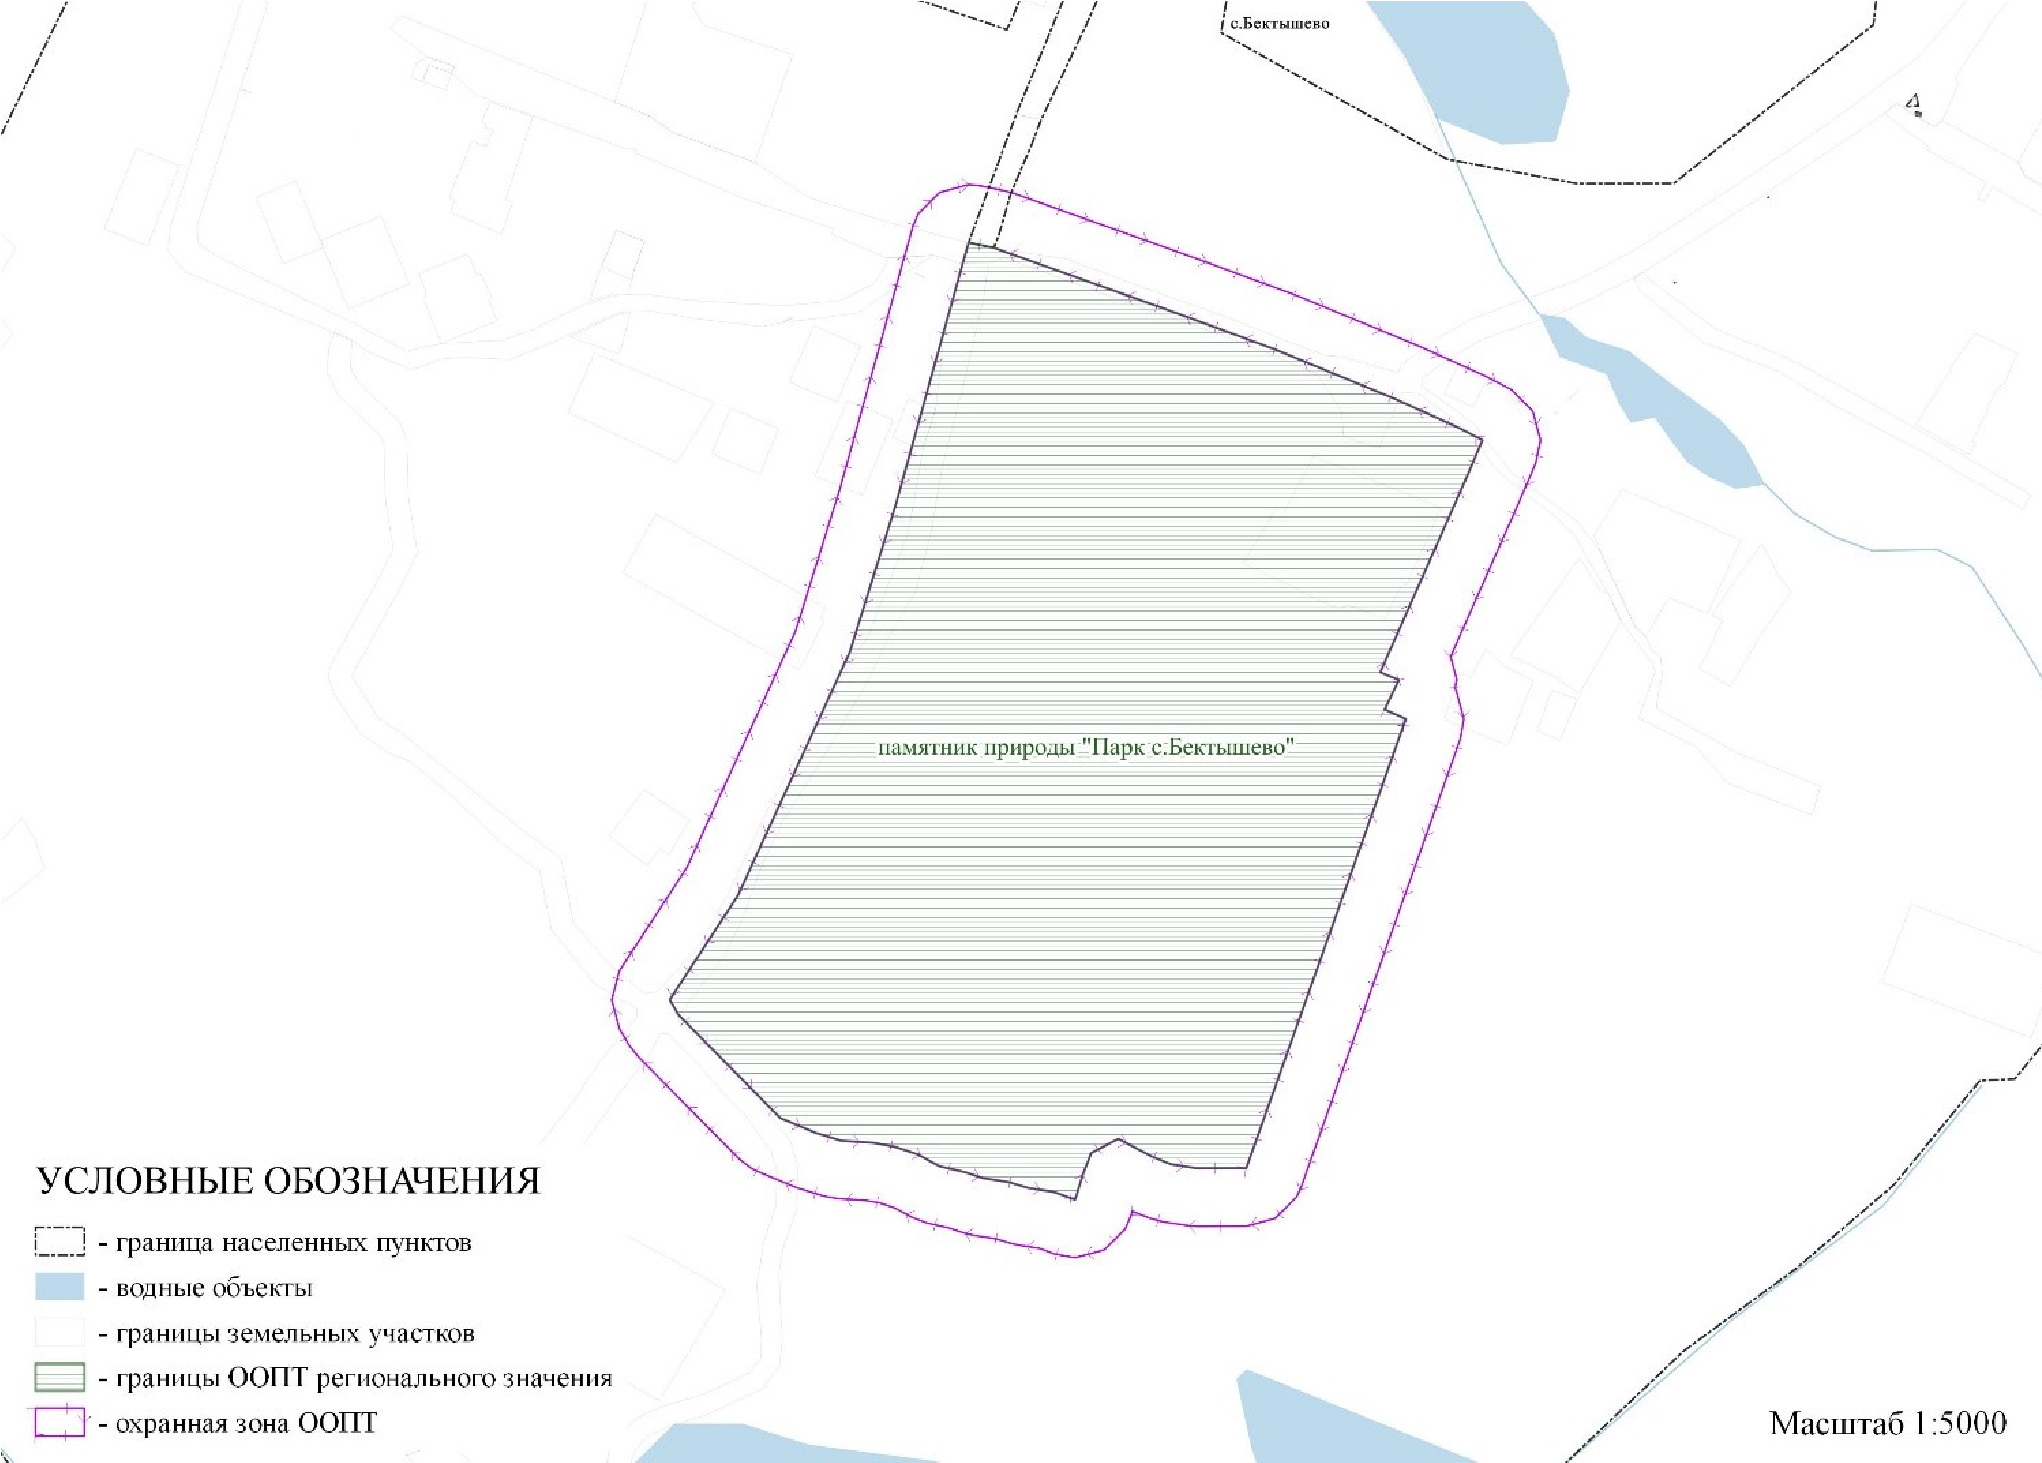 с.Бектышево
памятник природы "Парк с.Бектышево"
УСЛОВНЫЕ ОБОЗНАЧЕНИЯ
- граница населенных пунктов
- водные объекты
- границы земельных участков
- границы ООПТ регионального значения
- охранная зона ООПТ
Масштаб 1:5000